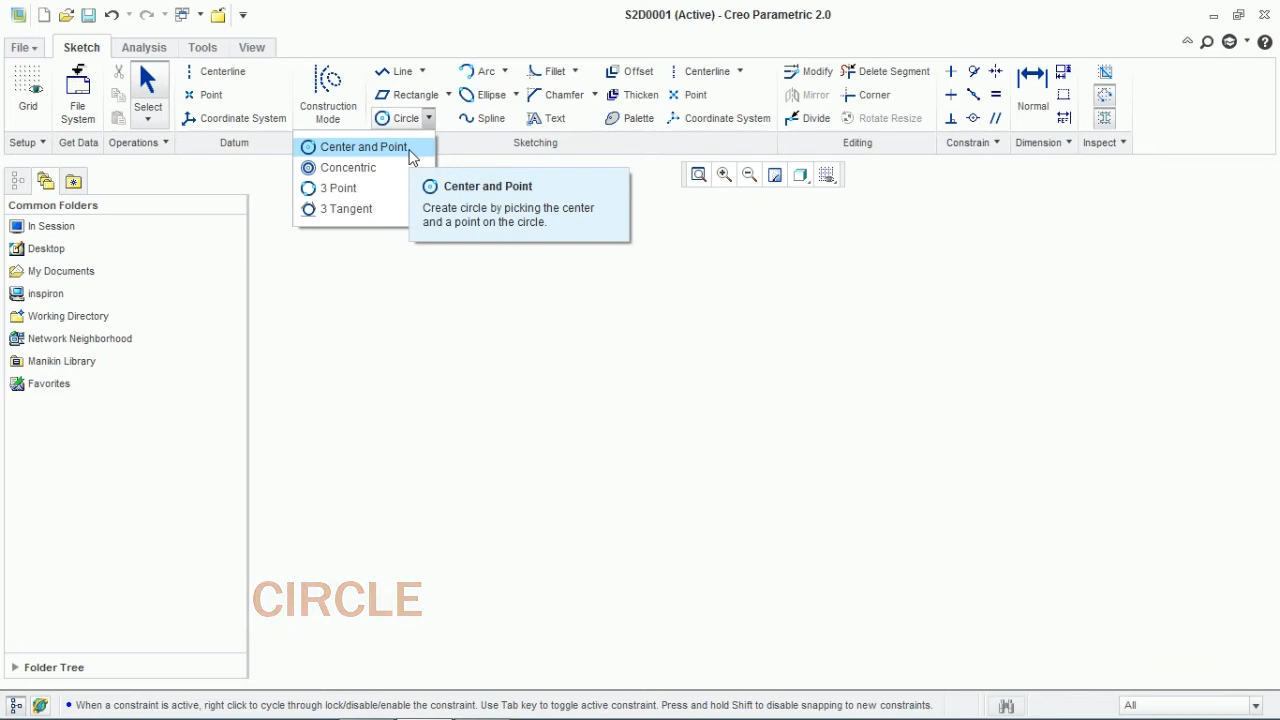 S2D0001 (Active) - Creo Parametric 2.0
File
Sketch
Analysis
Tools
View
Grid
File System
Select
Centerline
Point
Coordinate System
Construction Mode
Line
Rectangle
Circle
Arc
Ellipse
Spline
Fillet
Chamfer
Text
Offset
Thicken
Palette
Centerline
Point
Coordinate System
Modify
Mirror
Divide
Delete Segment
Corner
Rotate Resize
Normal
Setup
Get Data
Operations
Datum
Sketching
Editing
Constrain
Dimension
Inspect
Center and Point
Concentric
3 Point
3 Tangent
Center and Point
Create circle by picking the center
and a point on the circle.
Common Folders
In Session
Desktop
My Documents
inspiron
Working Directory
Network Neighborhood
Manikin Library
Favorites
CIRCLE
Folder Tree
When a constraint is active, right click to cycle through lock/disable/enable the constraint. Use Tab key to toggle active constraint. Press and hold Shift to disable snapping to new constraints.
All